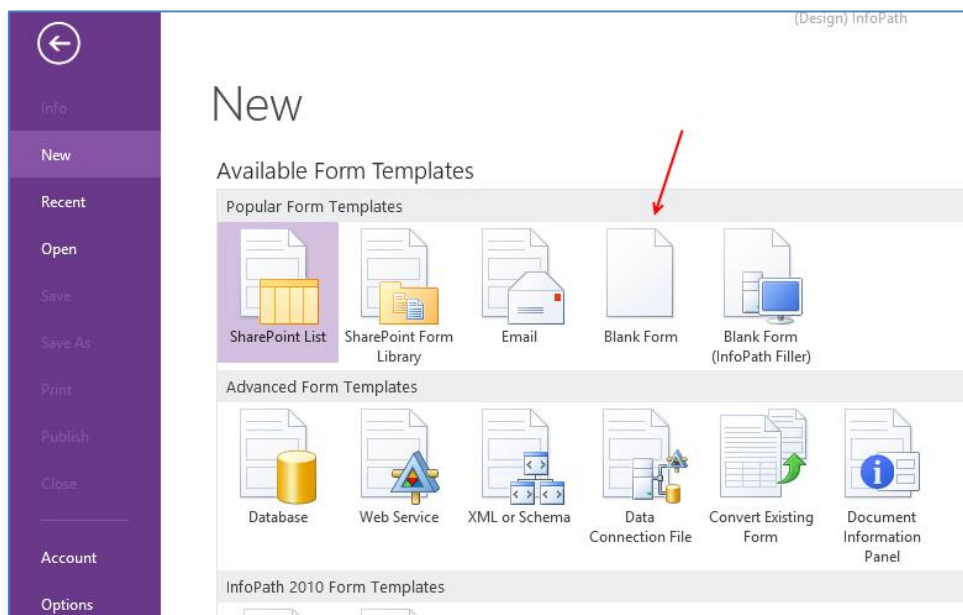 (Design) InfoPath
Info
New
Recent
Open
Save
Save As
Print
Publish
Close
Account
Options
New
Available Form Templates
Popular Form Templates
SharePoint List
SharePoint Form
Library
Email
Blank Form
Blank Form
(InfoPath Filler)
Advanced Form Templates
Database
Web Service
XML or Schema
Data
Connection File
Convert Existing
Form
Document
Information
Panel
InfoPath 2010 Form Templates